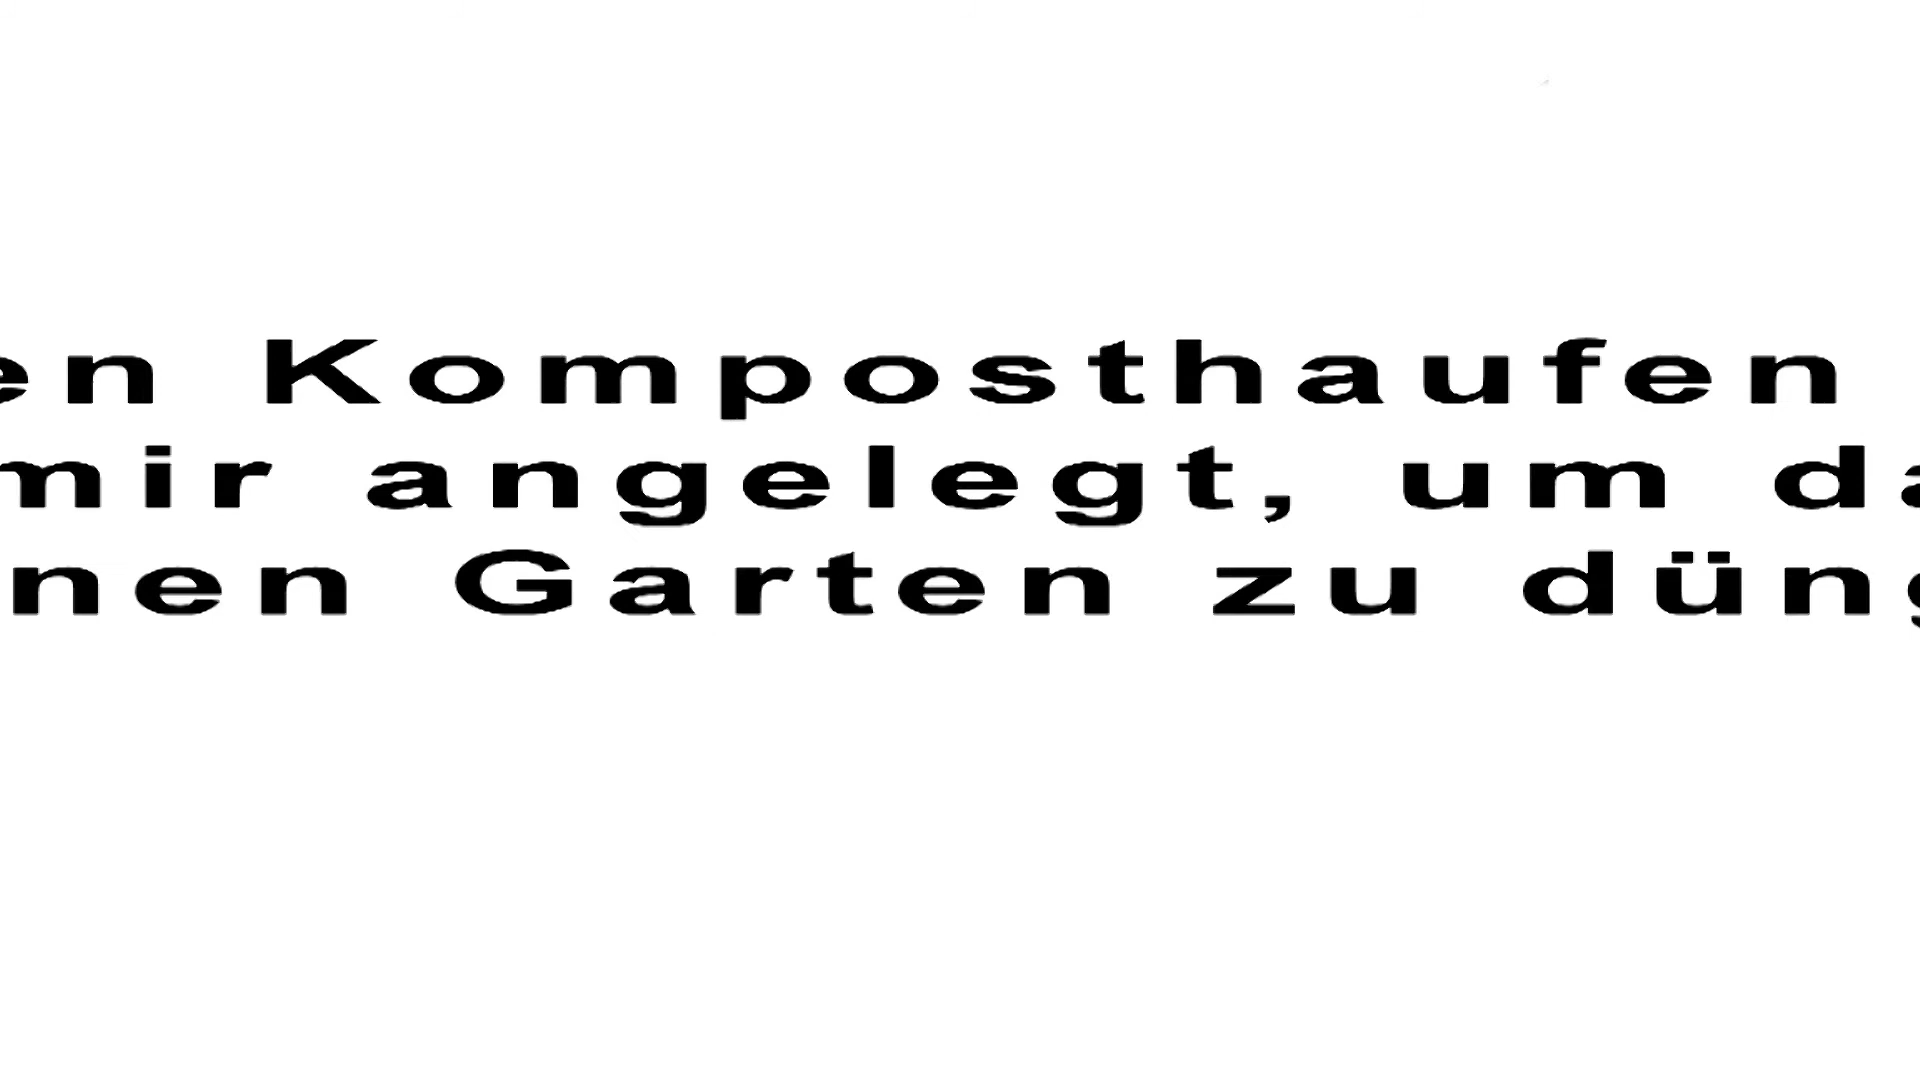 en Komposthaufen
mir angelegt, um da
nen Garten zu düng